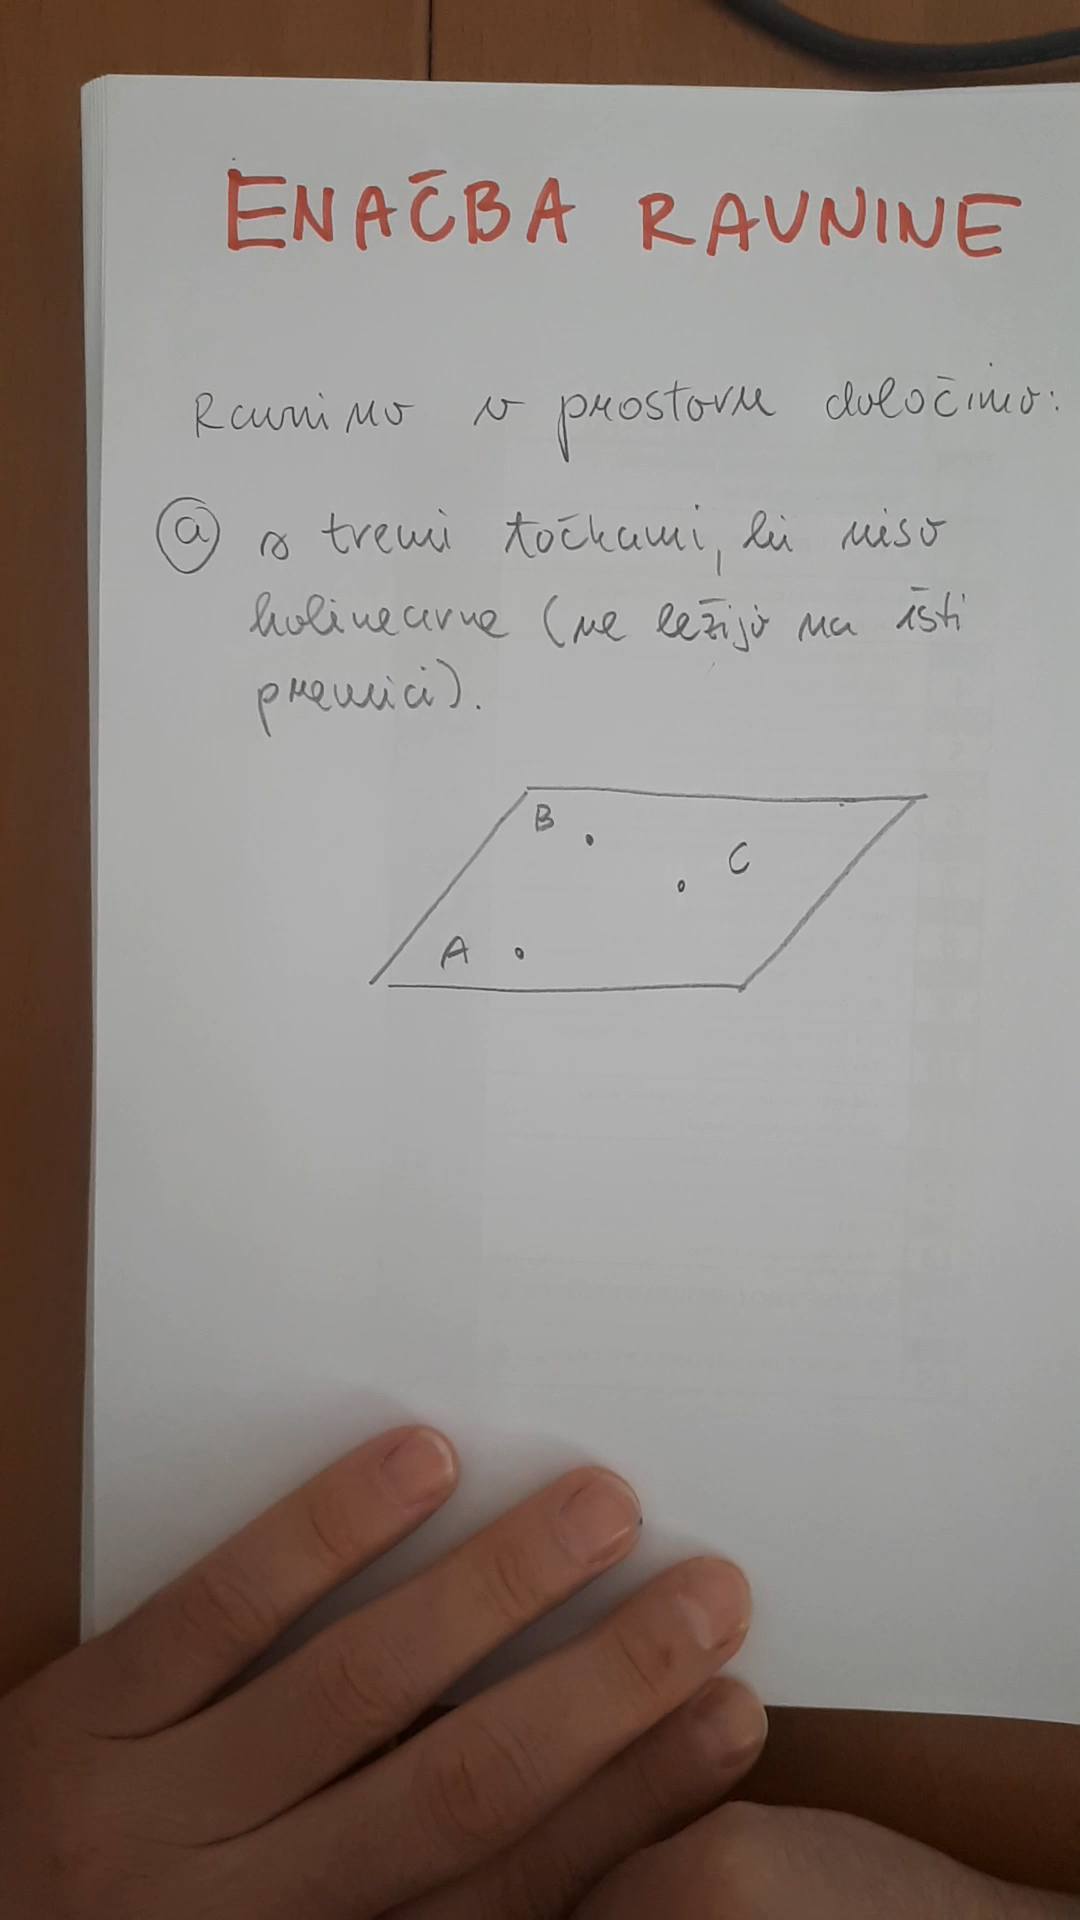 ENAČBA RAVNINE
Ravnino v prostoru določimo:
a s tremi točkami, ki niso
kolinearne (ne ležijo na isti
premici).
B
C
A